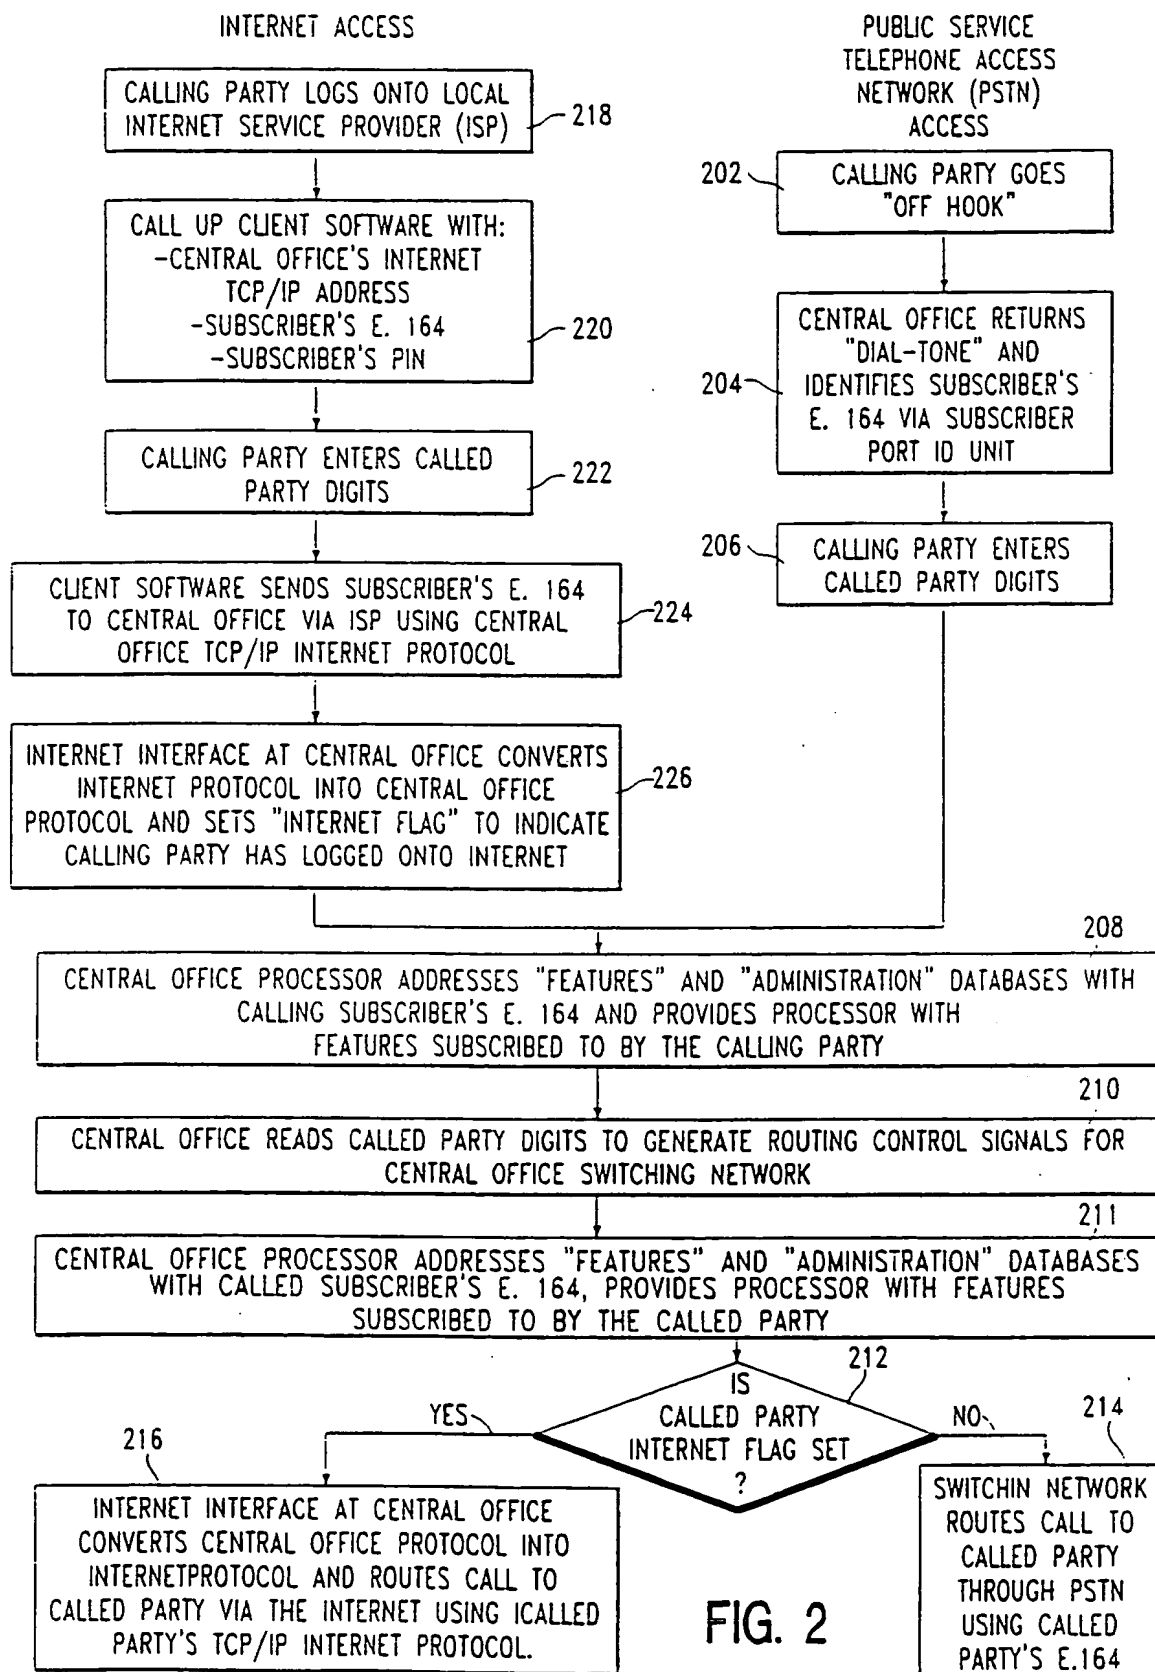 INTERNET ACCESS
CALLING PARTY LOGS ONTO LOCAL
INTERNET SERVICE PROVIDER (ISP)
218
CALL UP CLIENT SOFTWARE WITH:
-CENTRAL OFFICE'S INTERNET
TCP/IP ADDRESS
-SUBSCRIBER'S E. 164
-SUBSCRIBER'S PIN
220
CALLING PARTY ENTERS CALLED
PARTY DIGITS
222
CLIENT SOFTWARE SENDS SUBSCRIBER'S E. 164
TO CENTRAL OFFICE VIA ISP USING CENTRAL
OFFICE TCP/IP INTERNET PROTOCOL
224
INTERNET INTERFACE AT CENTRAL OFFICE CONVERTS
INTERNET PROTOCOL INTO CENTRAL OFFICE
PROTOCOL AND SETS "INTERNET FLAG" TO INDICATE
CALLING PARTY HAS LOGGED ONTO INTERNET
226
PUBLIC SERVICE
TELEPHONE ACCESS
NETWORK (PSTN)
ACCESS
202
CALLING PARTY GOES
"OFF HOOK"
204
CENTRAL OFFICE RETURNS
"DIAL-TONE" AND
IDENTIFIES SUBSCRIBER'S
E. 164 VIA SUBSCRIBER
PORT ID UNIT
206
CALLING PARTY ENTERS
CALLED PARTY DIGITS
208
CENTRAL OFFICE PROCESSOR ADDRESSES "FEATURES" AND "ADMINISTRATION" DATABASES WITH
CALLING SUBSCRIBER'S E. 164 AND PROVIDES PROCESSOR WITH
FEATURES SUBSCRIBED TO BY THE CALLING PARTY
210
CENTRAL OFFICE READS CALLED PARTY DIGITS TO GENERATE ROUTING CONTROL SIGNALS FOR
CENTRAL OFFICE SWITCHING NETWORK
211
CENTRAL OFFICE PROCESSOR ADDRESSES "FEATURES" AND "ADMINISTRATION" DATABASES
WITH CALLED SUBSCRIBER'S E. 164, PROVIDES PROCESSOR WITH FEATURES
SUBSCRIBED TO BY THE CALLED PARTY
212
IS
CALLED PARTY
INTERNET FLAG SET
?
YES
NO
216
INTERNET INTERFACE AT CENTRAL OFFICE
CONVERTS CENTRAL OFFICE PROTOCOL INTO
INTERNETPROTOCOL AND ROUTES CALL TO
CALLED PARTY VIA THE INTERNET USING ICALLED
PARTY'S TCP/IP INTERNET PROTOCOL.
214
SWITCHIN NETWORK
ROUTES CALL TO
CALLED PARTY
THROUGH PSTN
USING CALLED
PARTY'S E.164
FIG. 2